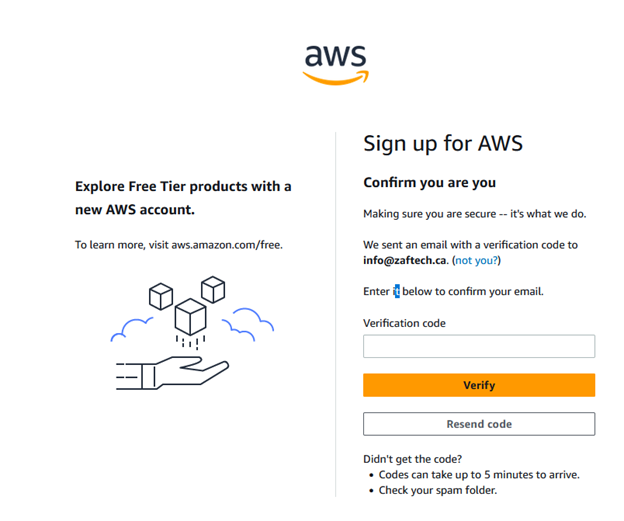 aws
Explore Free Tier products with a
new AWS account.
To learn more, visit aws.amazon.com/free.
Sign up for AWS
Confirm you are you
Making sure you are secure -- it's what we do.
We sent an email with a verification code to
info@zaftech.ca. (not you?)
Enter it below to confirm your email.
Verification code
Verify
Resend code
Didn't get the code?
• Codes can take up to 5 minutes to arrive.
• Check your spam folder.